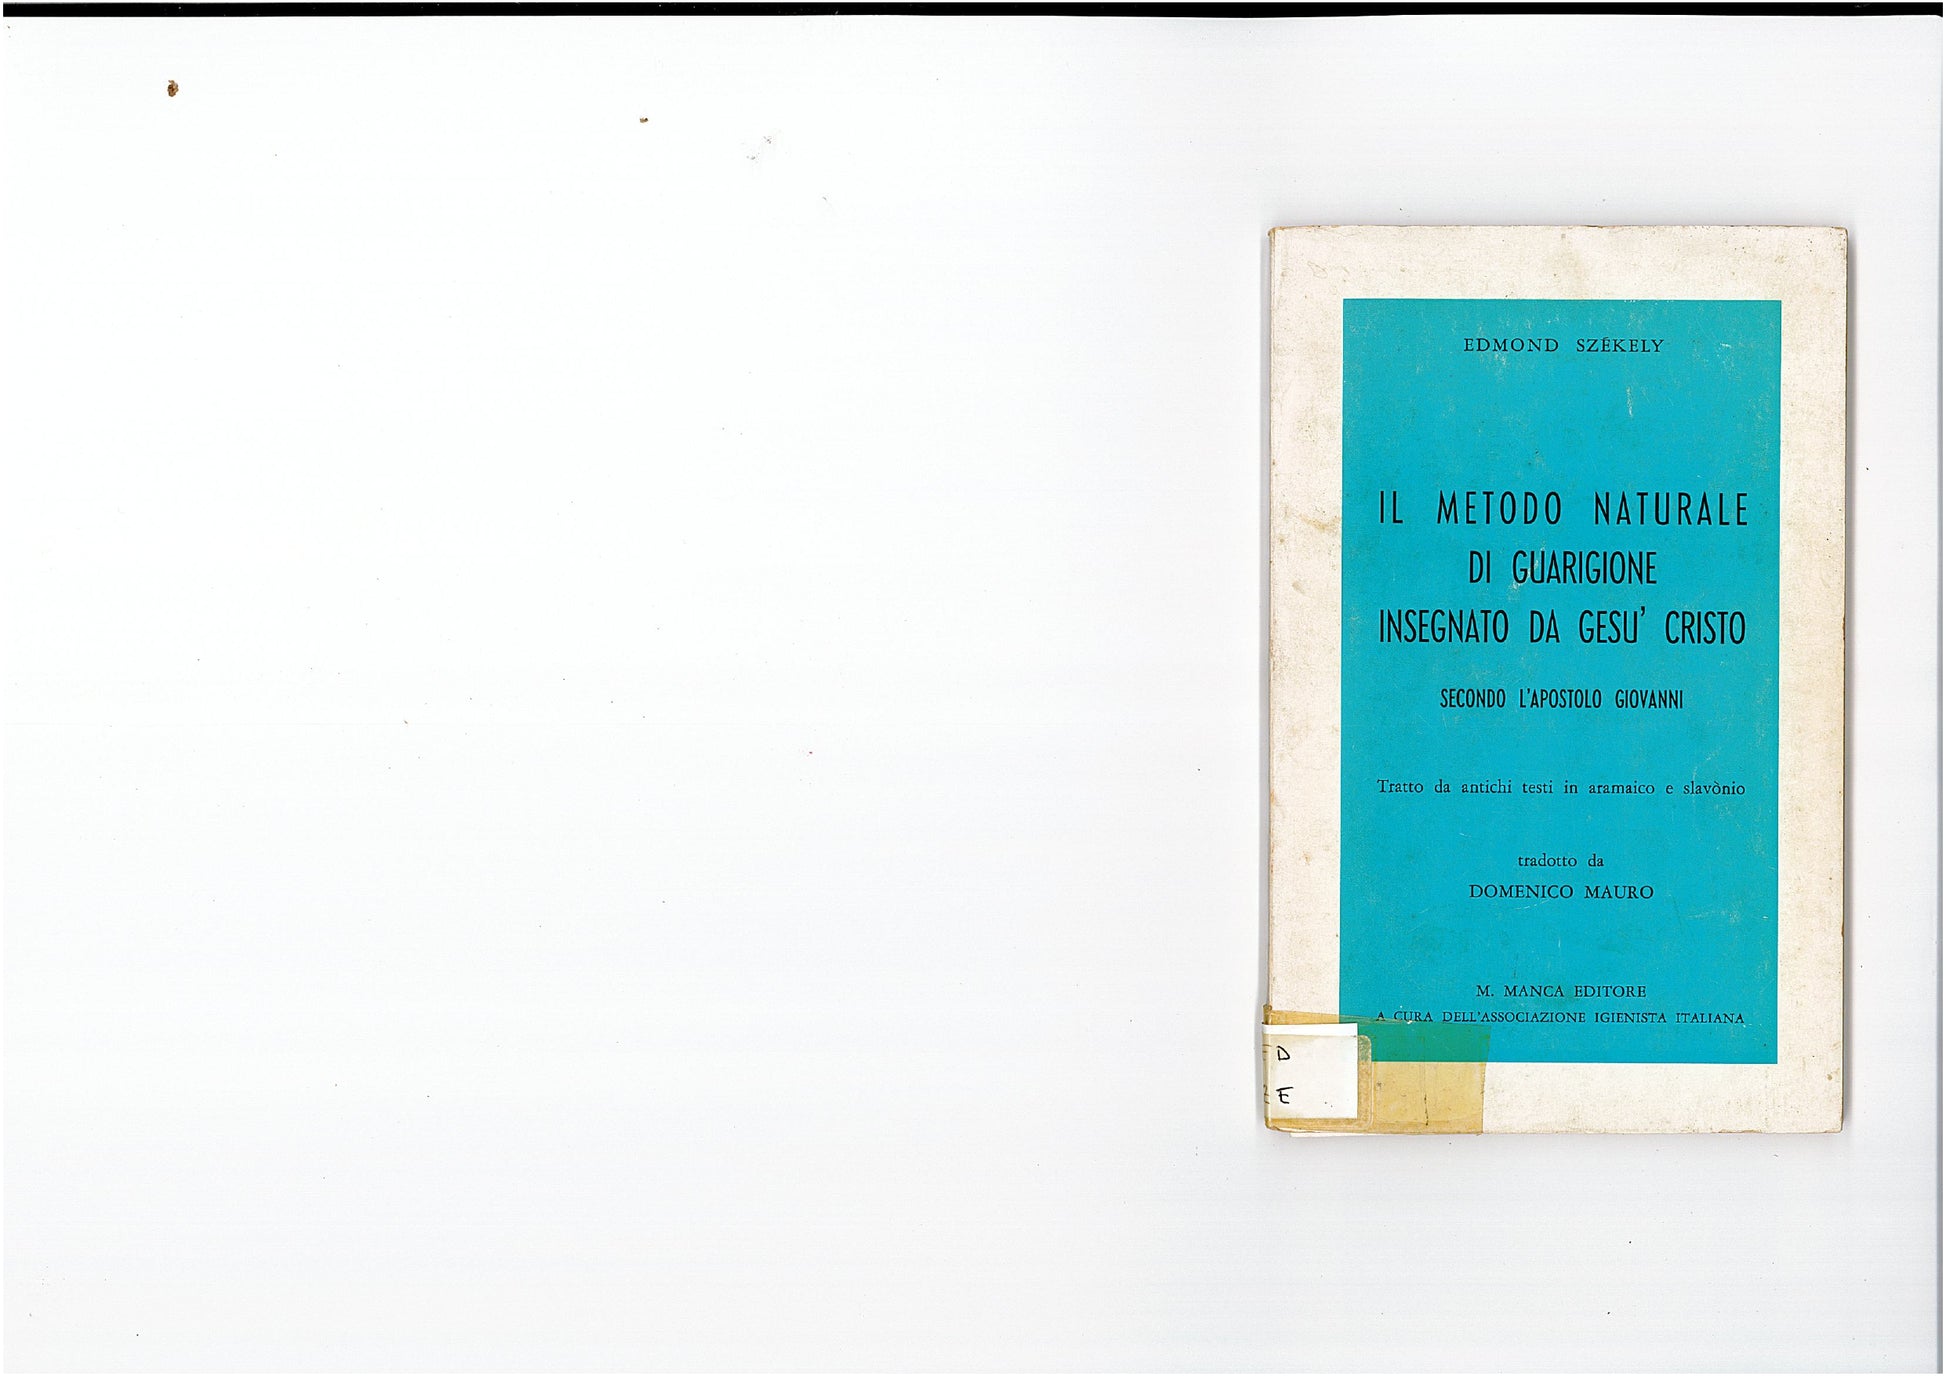 EDMOND SZÉKELY
IL METODO NATURALE
DI GUARIGIONE
INSEGNATO DA GESU' CRISTO
SECONDO L'APOSTOLO GIOVANNI
Tratto da antichi testi in aramaico e slavònio
tradotto da
DOMENICO MAURO
M. MANCA EDITORE
A CURA DELL'ASSOCIAZIONE IGIENISTA ITALIANA
D
E